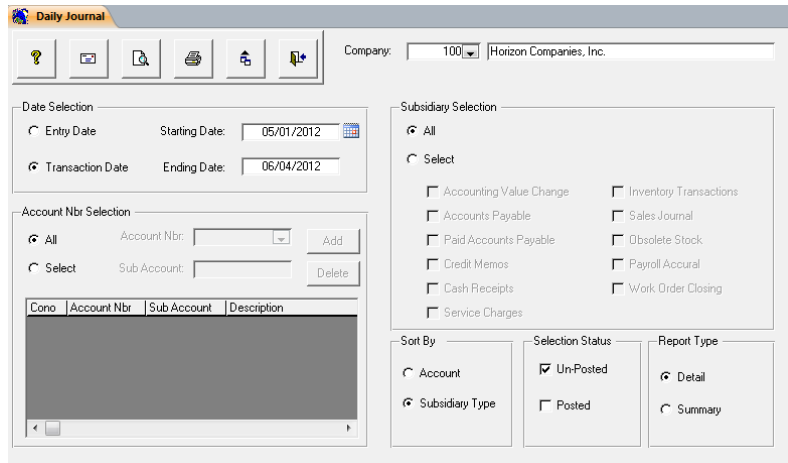 Daily Journal
?
Company: 100 Horizon Companies, Inc.
Date Selection
Entry Date Starting Date: 05/01/2012
Transaction Date Ending Date: 06/04/2012
Account Nbr Selection
All Account Nbr: Add
Select Sub Account: Delete
Cono Account Nbr Sub Account Description
Subsidiary Selection
All
Select
Accounting Value Change Inventory Transactions
Accounts Payable Sales Journal
Paid Accounts Payable Obsolete Stock
Credit Memos Payroll Accural
Cash Receipts Work Order Closing
Service Charges
Sort By
Account
Subsidiary Type
Selection Status
Un-Posted
Posted
Report Type
Detail
Summary